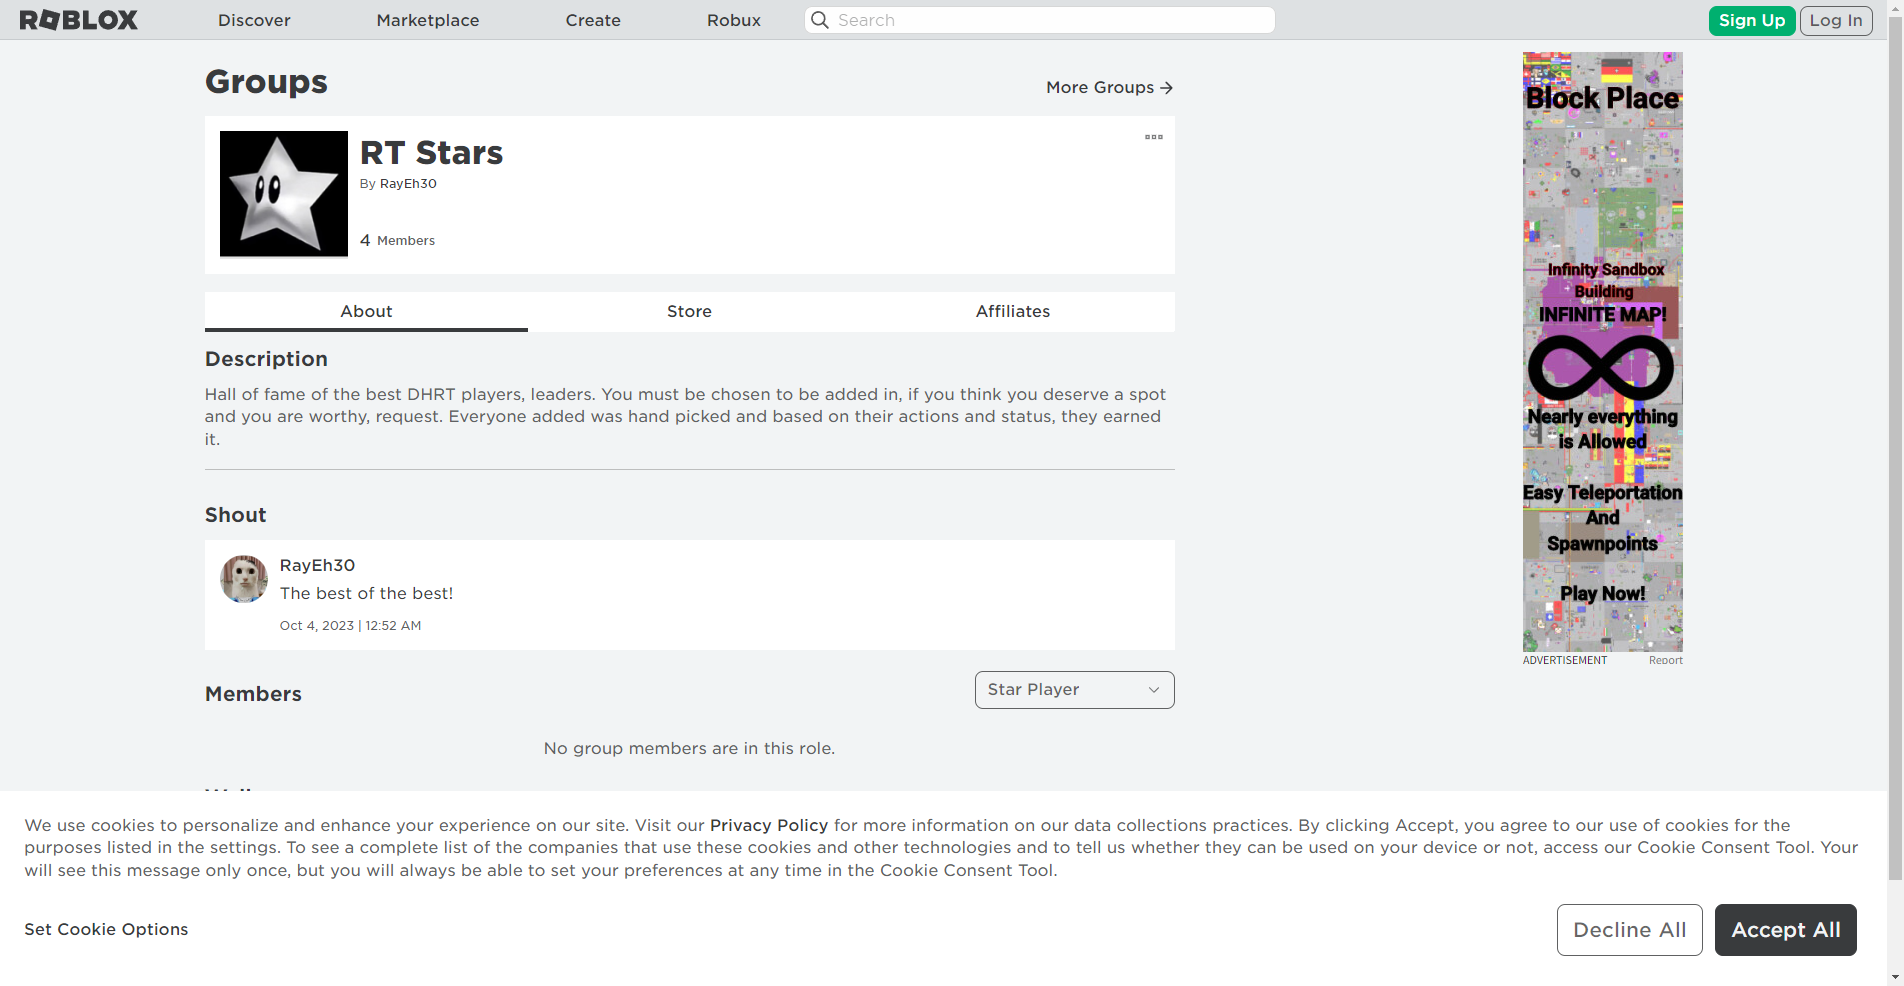 ROBLOX
Discover
Marketplace
Create
Robux
Search
Sign Up
Log In
Groups
More Groups
RT Stars
By RayEh30
4 Members
About
Store
Affiliates
Description
Hall of fame of the best DHRT players, leaders. You must be chosen to be added in, if you think you deserve a spot
and you are worthy, request. Everyone added was hand picked and based on their actions and status, they earned
it.
Shout
RayEh30
The best of the best!
Oct 4, 2023 | 12:52 AM
Members
Star Player
No group members are in this role.
Block Place
Infinity Sandbox
Building
INFINITE MAP!
Nearly everything
is Allowed
Easy Teleportation
And
Spawnpoints
Play Now!
ADVERTISEMENT
Report
We use cookies to personalize and enhance your experience on our site. Visit our Privacy Policy for more information on our data collections practices. By clicking Accept, you agree to our use of cookies for the
purposes listed in the settings. To see a complete list of the companies that use these cookies and other technologies and to tell us whether they can be used on your device or not, access our Cookie Consent Tool. Your
will see this message only once, but you will always be able to set your preferences at any time in the Cookie Consent Tool.
Set Cookie Options
Decline All
Accept All